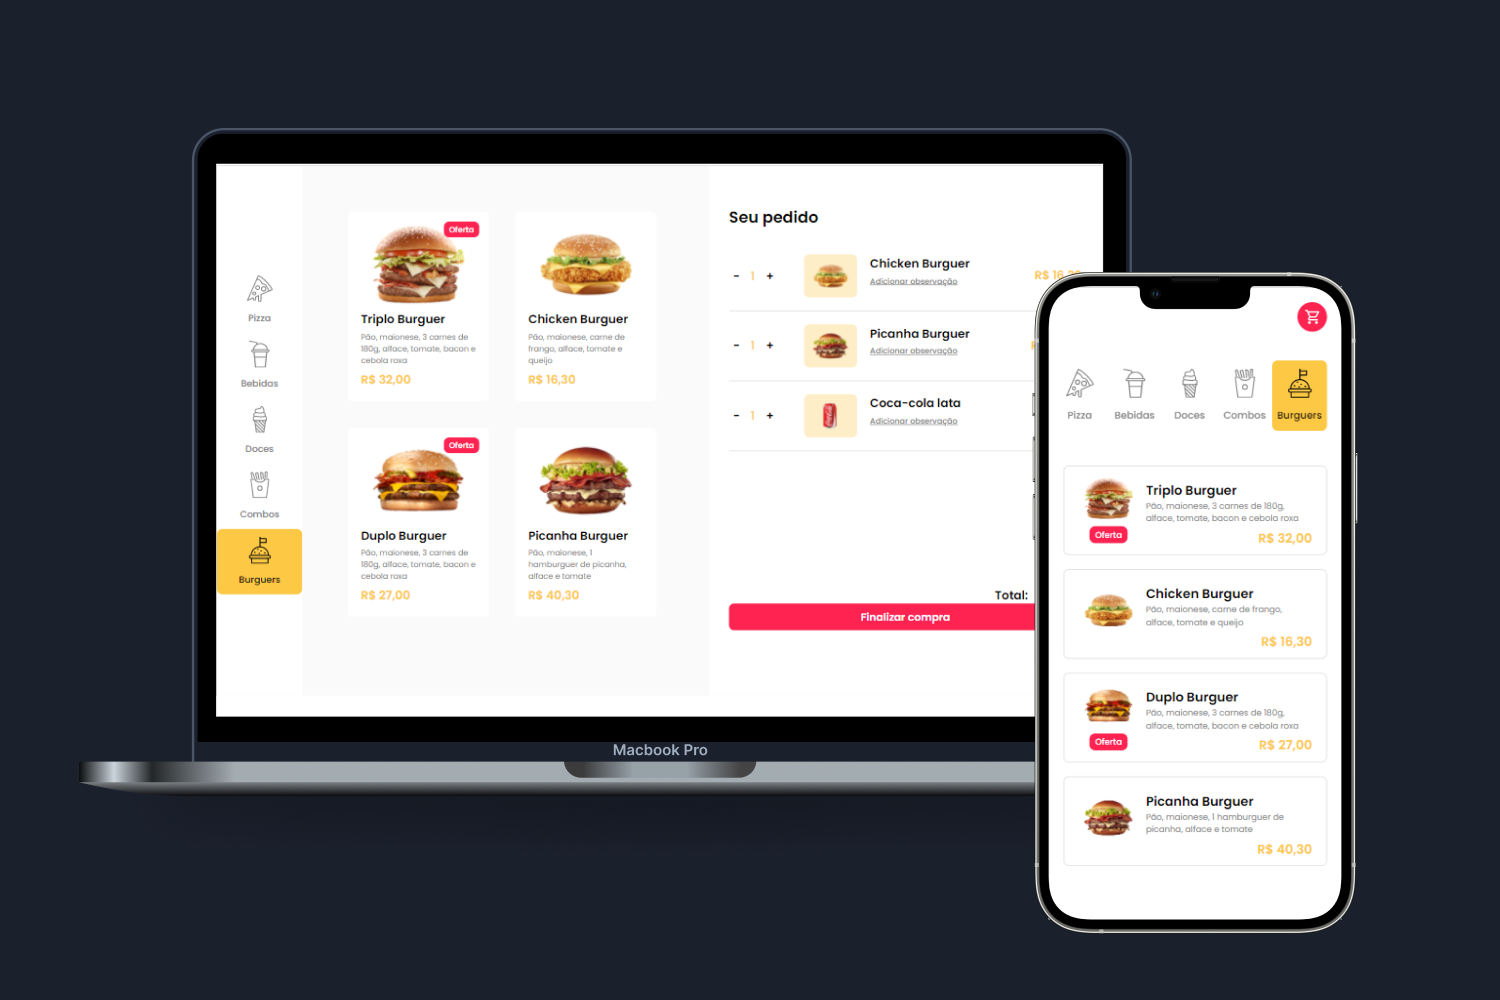 Pizza
Bebidas
Doces
Combos
Burguers
Oferta
Triplo Burguer
Pão, maionese, 3 carnes de
180g, alface, tomate, bacon e
cebola roxa
R$ 32,00
Chicken Burguer
Pão, maionese, carne de
frango, alface, tomate e
queijo
R$ 16,30
Oferta
Duplo Burguer
Pão, maionese, 3 carnes de
180g, alface, tomate, bacon e
cebola roxa
R$ 27,00
Picanha Burguer
Pão, maionese, 1
hamburguer de picanha,
alface e tomate
R$ 40,30
Seu pedido
- 1 +
Chicken Burguer
Adicionar observação
R$ 16,30
- 1 +
Picanha Burguer
Adicionar observação
- 1 +
Coca-cola lata
Adicionar observação
Total:
Finalizar compra
Macbook Pro
Pizza
Bebidas
Doces
Combos
Burguers
Triplo Burguer
Pão, maionese, 3 carnes de 180g,
alface, tomate, bacon e cebola roxa
Oferta
R$ 32,00
Chicken Burguer
Pão, maionese, carne de frango,
alface, tomate e queijo
R$ 16,30
Duplo Burguer
Pão, maionese, 3 carnes de 180g,
alface, tomate, bacon e cebola roxa
Oferta
R$ 27,00
Picanha Burguer
Pão, maionese, 1 hamburguer de
picanha, alface e tomate
R$ 40,30